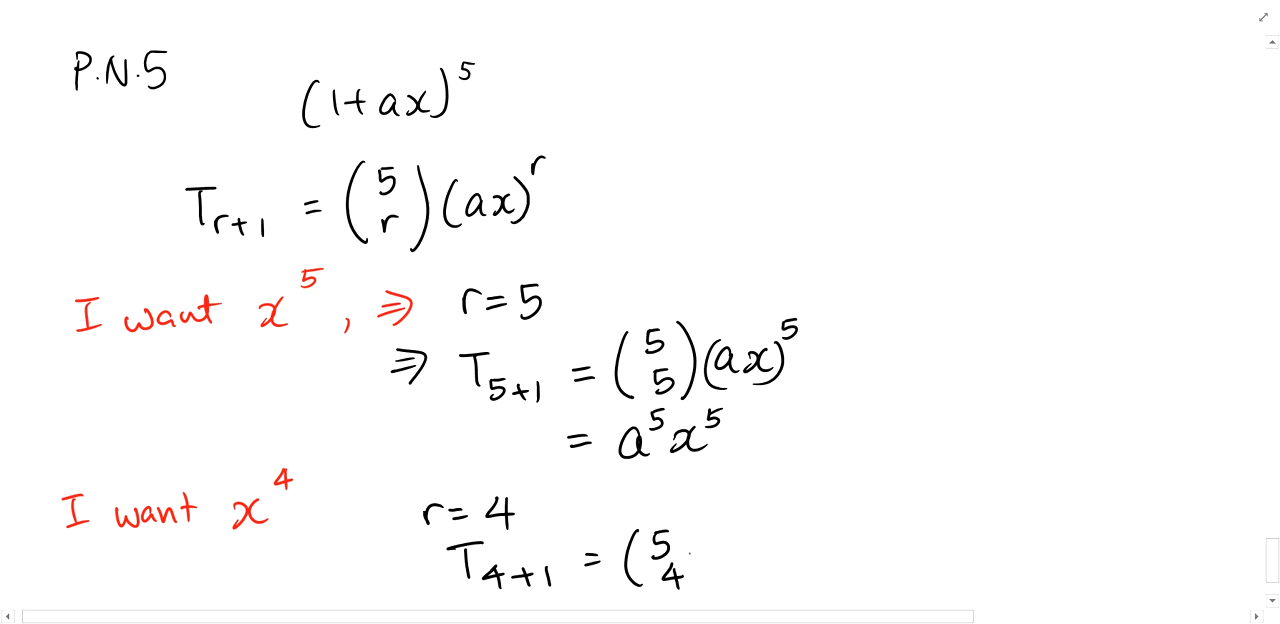 P.N.5
(1+ax)^5
T_{r+1} = (5 r)(ax)^r
I want x^5, ⇒ r=5
⇒ T_{5+1} = (5 5)(ax)^5
= a^5x^5
I want x^4 r=4
T_{4+1} = (5 4